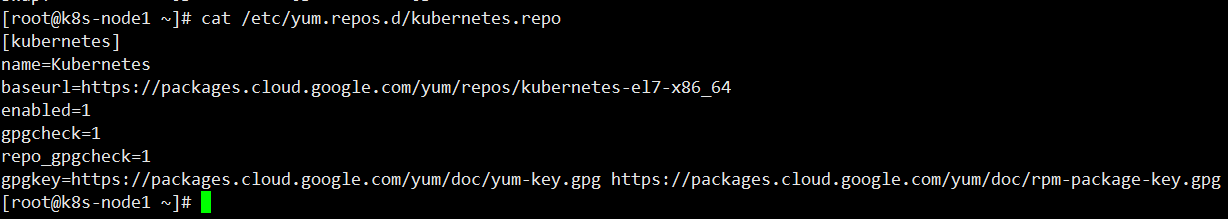 [root@k8s-node1 ~]# cat /etc/yum.repos.d/kubernetes.repo
[kubernetes]
name=Kubernetes
baseurl=https://packages.cloud.google.com/yum/repos/kubernetes-el7-x86_64
enabled=1
gpgcheck=1
repo_gpgcheck=1
gpgkey=https://packages.cloud.google.com/yum/doc/yum-key.gpg https://packages.cloud.google.com/yum/doc/rpm-package-key.gpg
[root@k8s-node1 ~]#